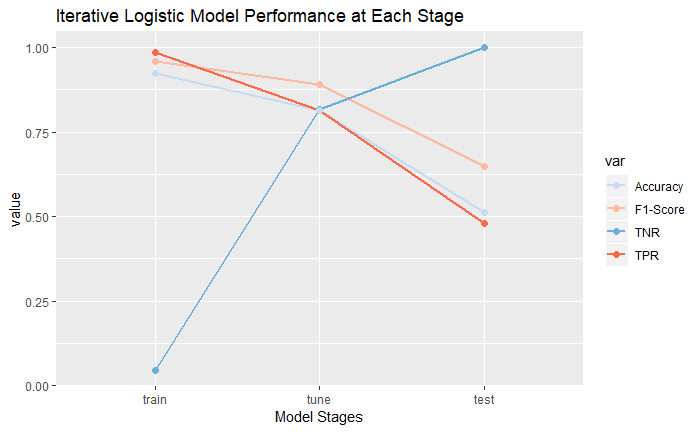 Iterative Logistic Model Performance at Each Stage
1.00
0.75
0.50
0.25
0.00
value
train tune test
Model Stages
var
Accuracy
F1-Score
TNR
TPR